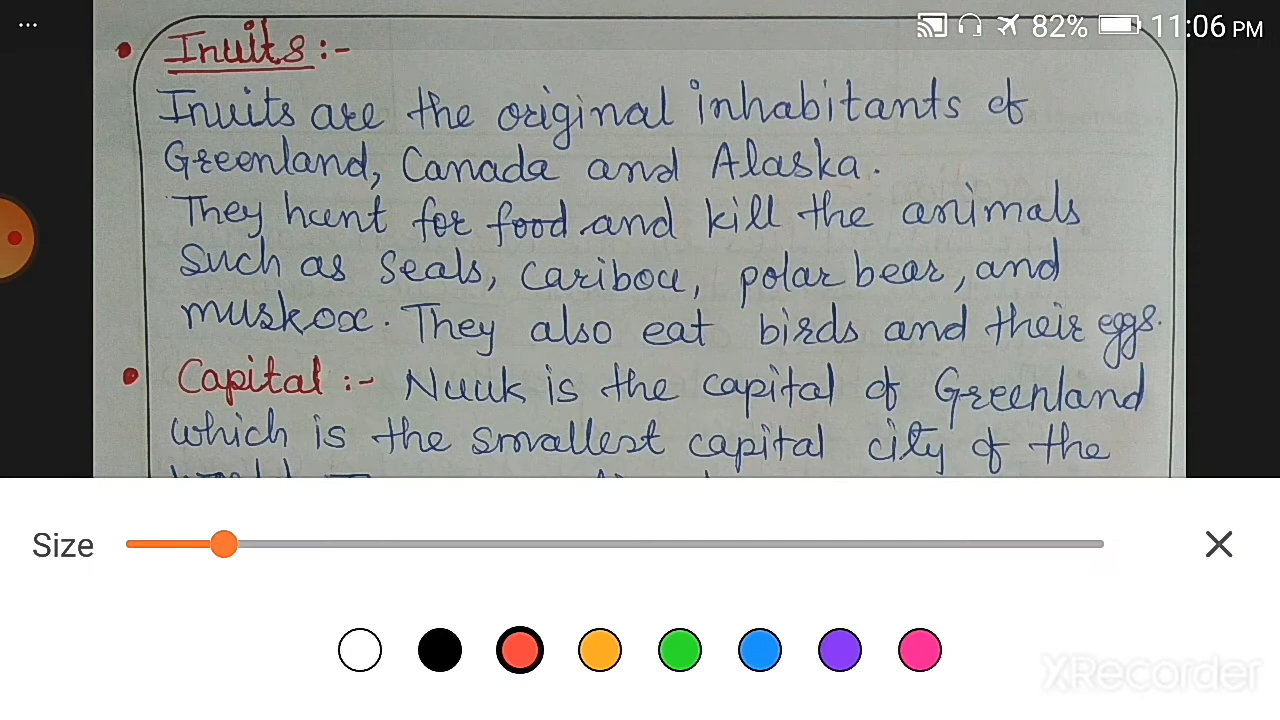 ...
82% 11:06 PM
• Inuits :-
Inuits are the original inhabitants of
Greenland, Canada and Alaska.
They hunt for food and kill the animals
such as seals, caribou, polar bear, and
muskox. They also eat birds and their eggs.
• Capital :- Nuuk is the capital of Greenland
which is the smallest capital city of the
Size
XRecorder